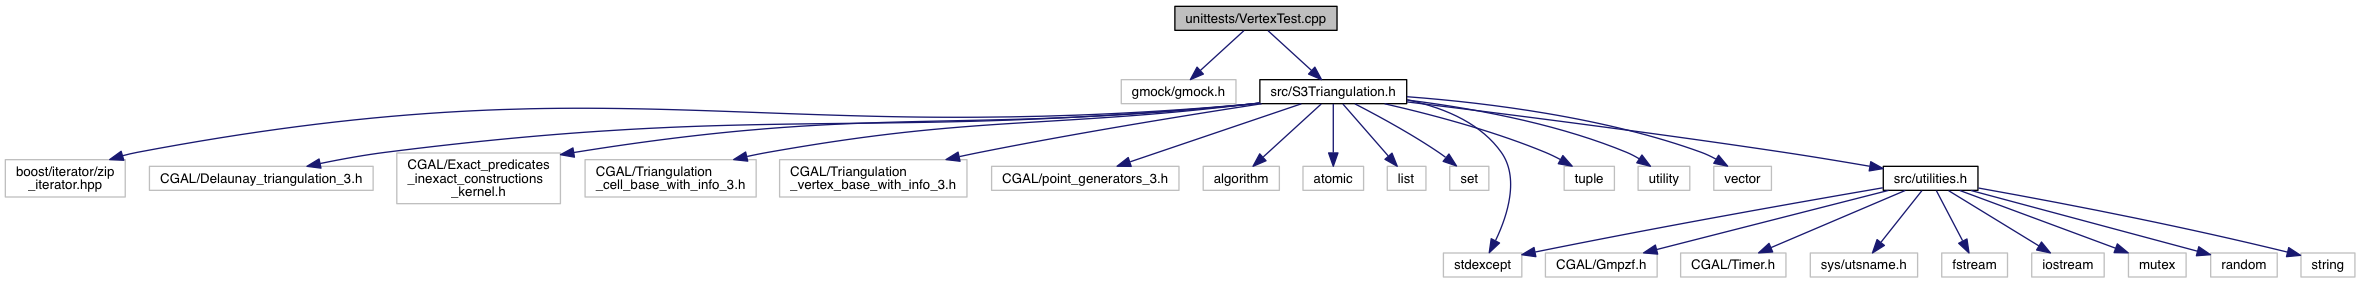 unittests/VertexTest.cpp
gmock/gmock.h
src/S3Triangulation.h
boost/iterator/zip
_iterator.hpp
CGAL/Delaunay_triangulation_3.h
CGAL/Exact_predicates
_inexact_constructions
_kernel.h
CGAL/Triangulation
_cell_base_with_info_3.h
CGAL/Triangulation
_vertex_base_with_info_3.h
CGAL/point_generators_3.h
algorithm
atomic
list
set
tuple
utility
vector
src/utilities.h
stdexcept
CGAL/Gmpzf.h
CGAL/Timer.h
sys/utsname.h
fstream
iostream
mutex
random
string